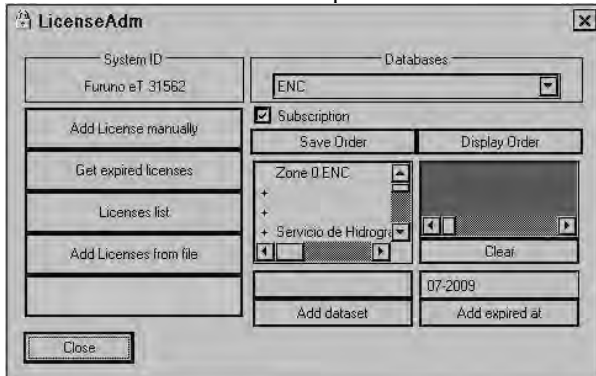 LicenseAdm
System ID
Furuno eT 31562
Databases
ENC
Add License manually
Get expired licenses
Licenses list
Add Licenses from file
Close
Subscription
Save Order
Display Order
Zone 0 ENC
+
+
+ Servicio de Hidrogra
Clear
07-2009
Add dataset
Add expired at